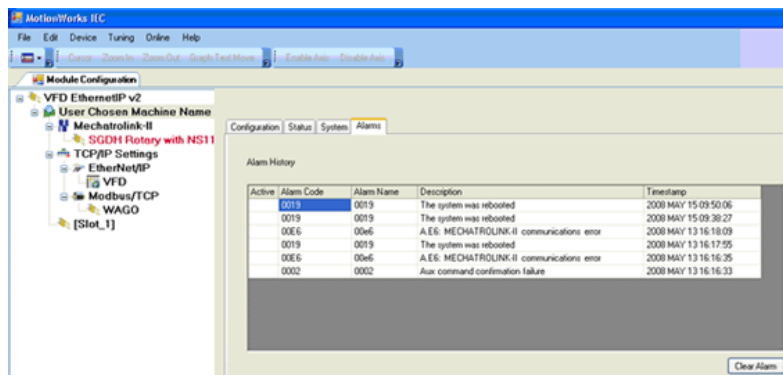 MotionWorks IEC
File Edit Device Tuning Online Help
Cursor Zoom In Zoom Out Graph Test Move Enable Axis Disable Axis
Module Configuration
VFD EthernetIP v2
User Chosen Machine Name
Mechatrolink-II
SGDH Rotary with NS11
TCP/IP Settings
EtherNet/IP
VFD
Modbus/TCP
WAGO
[Slot_1]
Configuration Status System Alarms
Alarm History
Active Alarm Code Alarm Name Description Timestamp
0019 0019 The system was rebooted 2008 MAY 15 09:50:06
0019 0019 The system was rebooted 2008 MAY 15 09:38:27
00E6 00e6 A.E6: MECHATROLINK-II communications error 2008 MAY 13 16:18:09
0019 0019 The system was rebooted 2008 MAY 13 16:17:55
00E6 00e6 A.E6: MECHATROLINK-II communications error 2008 MAY 13 16:16:35
0002 0002 Aux command confirmation failure 2008 MAY 13 16:16:33
Clear Alarm